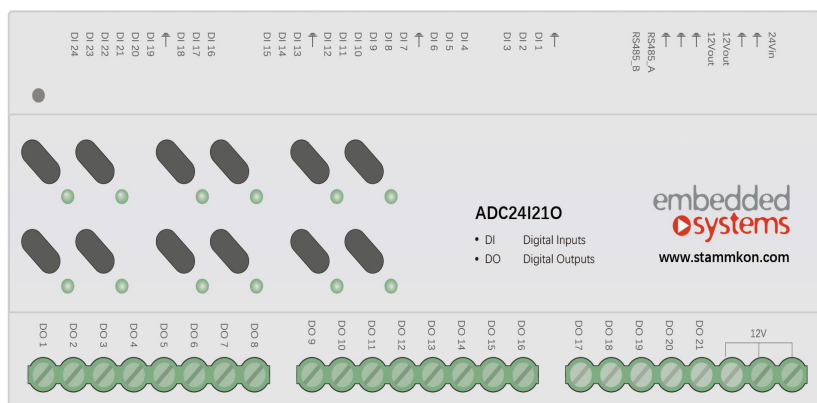 DI 24
DI 23
DI 22
DI 21
DI 20
DI 19
DI 18
DI 17
DI 16
DI 15
DI 14
DI 13
DI 12
DI 11
DI 10
DI 9
DI 8
DI 7
DI 6
DI 5
DI 4
DI 3
DI 2
DI 1
RS485_B
RS485_A
12Vout
12Vout
24Vin
ADC24I21O
• DI Digital Inputs
• DO Digital Outputs
embedded
systems
www.stammkon.com
DO 1
DO 2
DO 3
DO 4
DO 5
DO 6
DO 7
DO 8
DO 9
DO 10
DO 11
DO 12
DO 13
DO 14
DO 15
DO 16
DO 17
DO 18
DO 19
DO 20
DO 21
12V